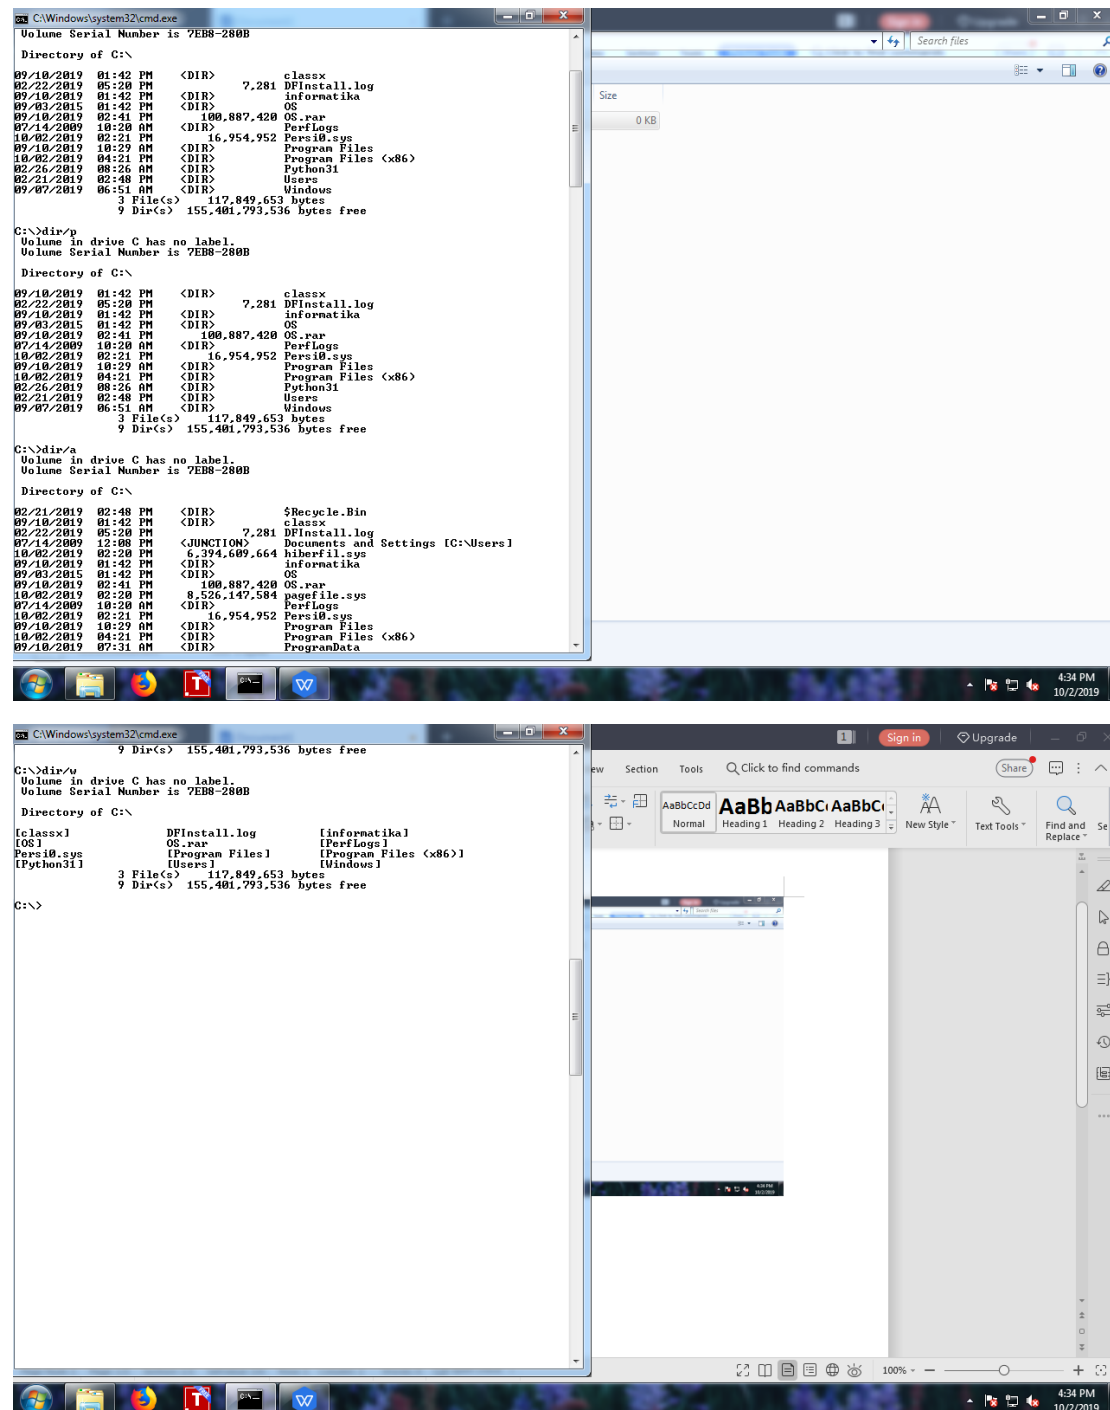 C:\Windows\system32\cmd.exe
Volume Serial Number is 7EB8-280B
Directory of C:\
09/10/2019 01:42 PM <DIR> classx
02/22/2019 05:20 PM 7,281 DFInstall.log
09/10/2019 01:42 PM <DIR> informatika
09/03/2015 01:42 PM <DIR> OS
09/10/2019 02:41 PM 100,887,420 OS.rar
07/14/2009 10:20 AM <DIR> PerfLogs
10/02/2019 02:21 PM 16,954,952 Persi0.sys
09/10/2019 10:29 AM <DIR> Program Files
10/02/2019 04:21 PM <DIR> Program Files (x86)
02/26/2019 08:26 AM <DIR> Python31
02/21/2019 02:48 PM <DIR> Users
09/07/2019 06:51 AM <DIR> Windows
3 File(s) 117,849,653 bytes
9 Dir(s) 155,401,793,536 bytes free
C:\>dir/p
Volume in drive C has no label.
Volume Serial Number is 7EB8-280B
Directory of C:\
09/10/2019 01:42 PM <DIR> classx
02/22/2019 05:20 PM 7,281 DFInstall.log
09/10/2019 01:42 PM <DIR> informatika
09/03/2015 01:42 PM <DIR> OS
09/10/2019 02:41 PM 100,887,420 OS.rar
07/14/2009 10:20 AM <DIR> PerfLogs
10/02/2019 02:21 PM 16,954,952 Persi0.sys
09/10/2019 10:29 AM <DIR> Program Files
10/02/2019 04:21 PM <DIR> Program Files (x86)
02/26/2019 08:26 AM <DIR> Python31
02/21/2019 02:48 PM <DIR> Users
09/07/2019 06:51 AM <DIR> Windows
3 File(s) 117,849,653 bytes
9 Dir(s) 155,401,793,536 bytes free
C:\>dir/a
Volume in drive C has no label.
Volume Serial Number is 7EB8-280B
Directory of C:\
02/21/2019 02:48 PM <DIR> $Recycle.Bin
09/10/2019 01:42 PM <DIR> classx
02/22/2019 05:20 PM 7,281 DFInstall.log
07/14/2009 12:08 PM <JUNCTION> Documents and Settings [C:\Users]
10/02/2019 02:20 PM 6,394,609,664 hiberfil.sys
09/10/2019 01:42 PM <DIR> informatika
09/03/2015 01:42 PM <DIR> OS
09/10/2019 02:41 PM 100,887,420 OS.rar
10/02/2019 02:20 PM 8,526,147,584 pagefile.sys
07/14/2009 10:20 AM <DIR> PerfLogs
10/02/2019 02:21 PM 16,954,952 Persi0.sys
09/10/2019 10:29 AM <DIR> Program Files
10/02/2019 04:21 PM <DIR> Program Files (x86)
09/10/2019 07:31 AM <DIR> ProgramData
Search files
Size
0 KB
4:34 PM
10/2/2019
C:\Windows\system32\cmd.exe
9 Dir(s) 155,401,793,536 bytes free
C:\>dir/w
Volume in drive C has no label.
Volume Serial Number is 7EB8-280B
Directory of C:\
[classx] DFInstall.log [informatika]
[OS] OS.rar [PerfLogs]
Persi0.sys [Program Files] [Program Files (x86)]
[Python31] [Users] [Windows]
3 File(s) 117,849,653 bytes
9 Dir(s) 155,401,793,536 bytes free
C:\>
1 Sign in Upgrade
ew Section Tools Click to find commands Share
AaBbCcDd AaBb AaBbC AaBbC AA
Normal Heading 1 Heading 2 Heading 3 New Style Text Tools Find and Replace Se
100%
4:34 PM
10/2/2019